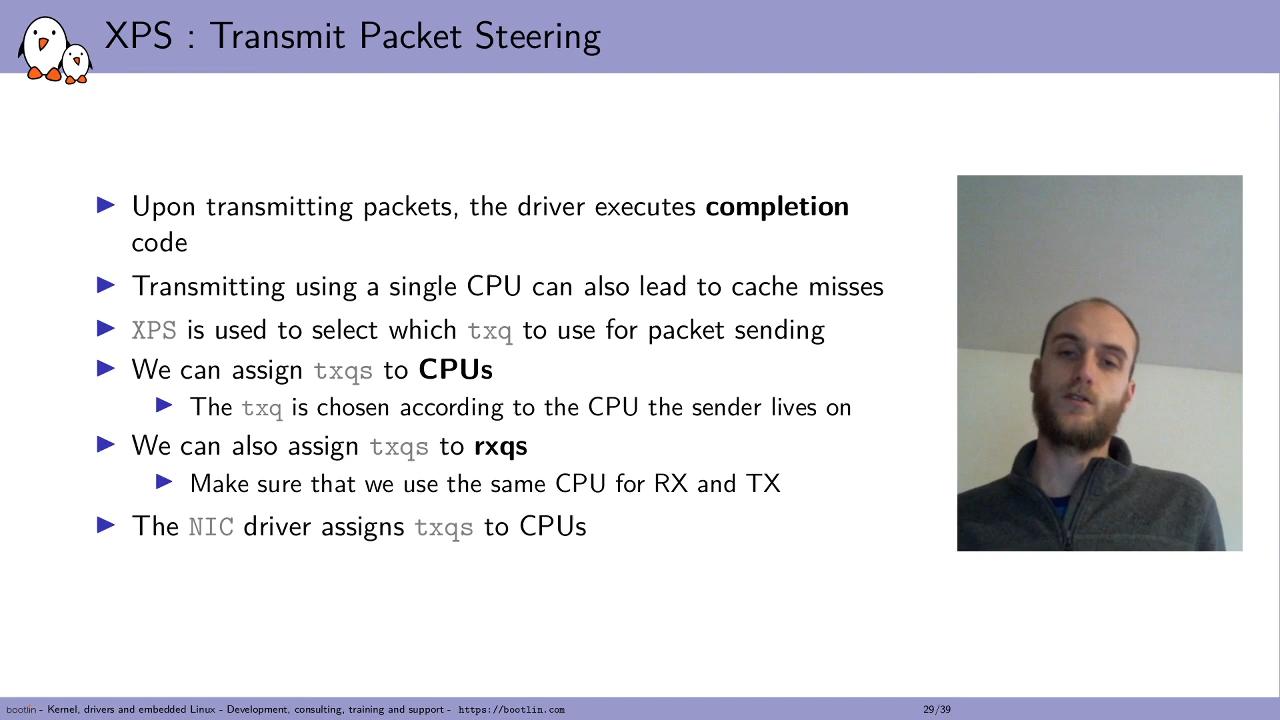 XPS : Transmit Packet Steering
Upon transmitting packets, the driver executes completion
code
Transmitting using a single CPU can also lead to cache misses
XPS is used to select which txq to use for packet sending
We can assign txqs to CPUs
The txq is chosen according to the CPU the sender lives on
We can also assign txqs to rxqs
Make sure that we use the same CPU for RX and TX
The NIC driver assigns txqs to CPUs
bootlin - Kernel, drivers and embedded Linux - Development, consulting, training and support - https://bootlin.com 29/39